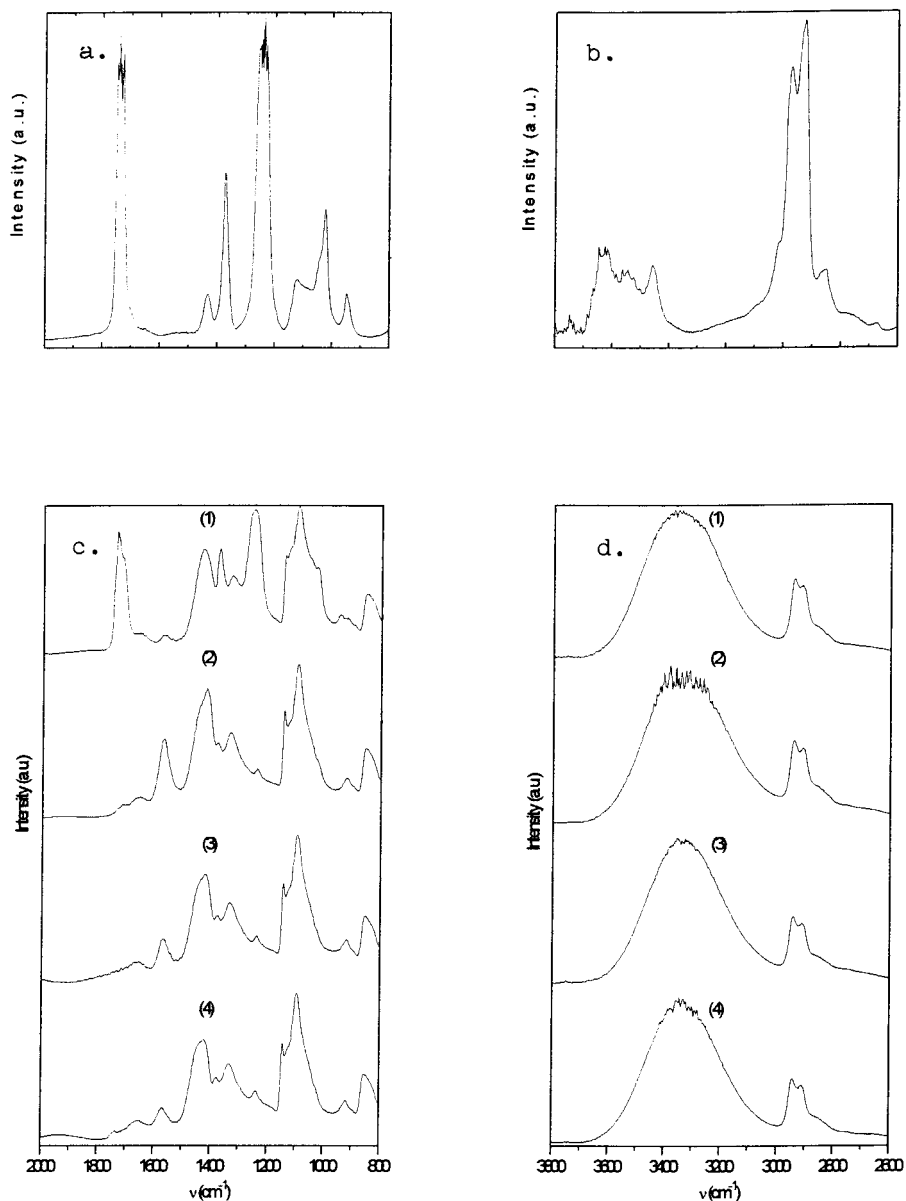 a.
Intensity (a.u.)
b.
Intensity (a.u.)
c.
(1)
(2)
(3)
(4)
Intensity (au)
2000 1800 1600 1400 1200 1000 800
ν (cm⁻¹)
d.
(1)
(2)
(3)
(4)
Intensity (au)
3800 3600 3400 3200 3000 2800 2600
ν (cm⁻¹)